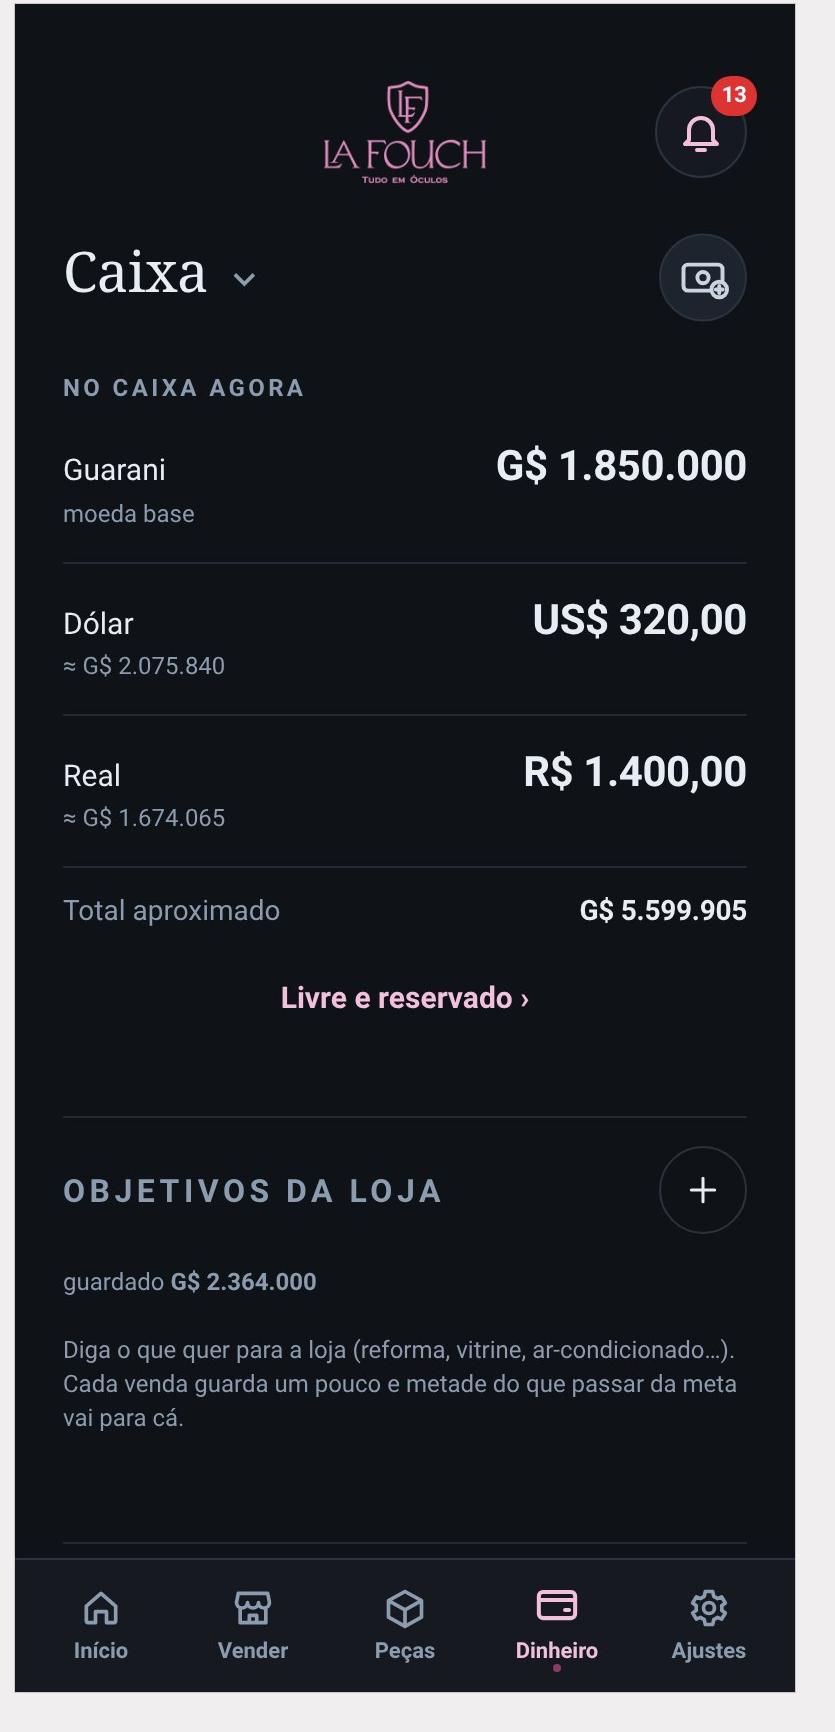 13
LF
LA FOUCH
TUDO EM ÓCULOS
Caixa
NO CAIXA AGORA
Guarani G$ 1.850.000
moeda base
Dólar US$ 320,00
≈ G$ 2.075.840
Real R$ 1.400,00
≈ G$ 1.674.065
Total aproximado G$ 5.599.905
Livre e reservado ›
OBJETIVOS DA LOJA
guardado G$ 2.364.000
Diga o que quer para a loja (reforma, vitrine, ar-condicionado…).
Cada venda guarda um pouco e metade do que passar da meta
vai para cá.
Início Vender Peças Dinheiro Ajustes